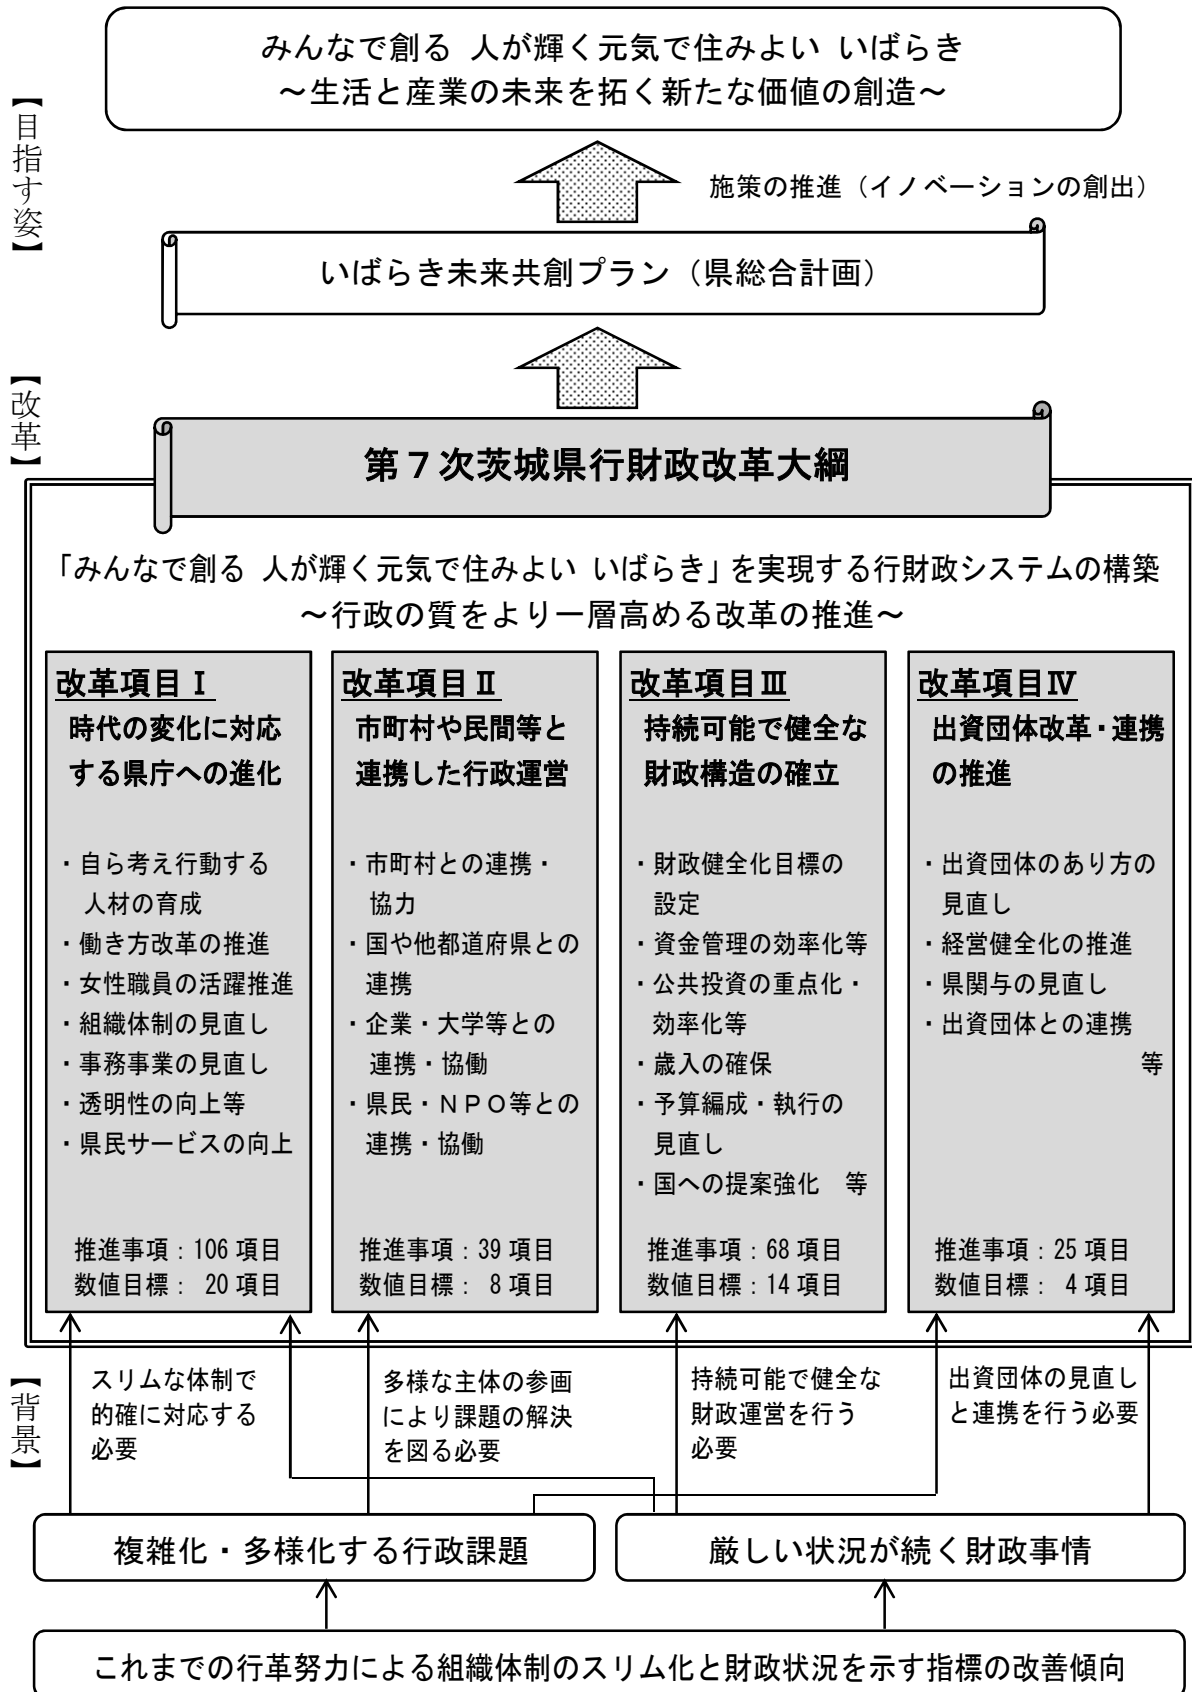 みんなで創る 人が輝く元気で住みよい いばらき
～生活と産業の未来を拓く新たな価値の創造～
【目指す姿】
施策の推進（イノベーションの創出）
いばらき未来共創プラン（県総合計画）
【改革】
第７次茨城県行財政改革大綱
「みんなで創る 人が輝く元気で住みよい いばらき」を実現する行財政システムの構築
～行政の質をより一層高める改革の推進～
改革項目Ⅰ
時代の変化に対応
する県庁への進化
・自ら考え行動する
人材の育成
・働き方改革の推進
・女性職員の活躍推進
・組織体制の見直し
・事務事業の見直し
・透明性の向上等
・県民サービスの向上
推進事項：106 項目
数値目標： 20 項目
改革項目Ⅱ
市町村や民間等と
連携した行政運営
・市町村との連携・
協力
・国や他都道府県との
連携
・企業・大学等との
連携・協働
・県民・ＮＰＯ等との
連携・協働
推進事項：39 項目
数値目標： 8 項目
改革項目Ⅲ
持続可能で健全な
財政構造の確立
・財政健全化目標の
設定
・資金管理の効率化等
・公共投資の重点化・
効率化等
・歳入の確保
・予算編成・執行の
見直し
・国への提案強化　等
推進事項：68 項目
数値目標：14 項目
改革項目Ⅳ
出資団体改革・連携
の推進
・出資団体のあり方の
見直し
・経営健全化の推進
・県関与の見直し
・出資団体との連携
等
推進事項：25 項目
数値目標： 4 項目
【背景】
スリムな体制で
的確に対応する
必要
多様な主体の参画
により課題の解決
を図る必要
持続可能で健全な
財政運営を行う
必要
出資団体の見直し
と連携を行う必要
複雑化・多様化する行政課題
厳しい状況が続く財政事情
これまでの行革努力による組織体制のスリム化と財政状況を示す指標の改善傾向